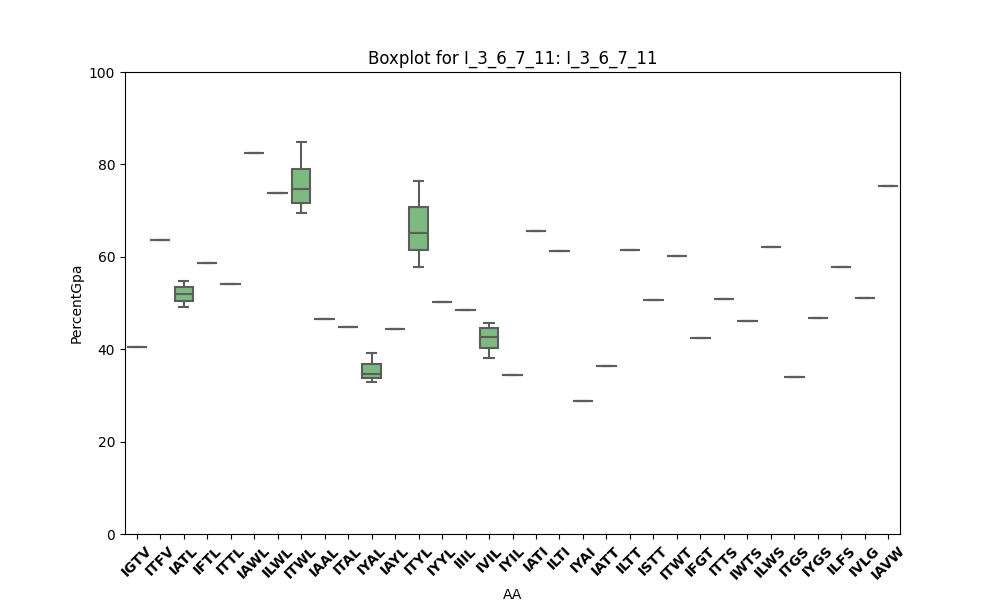 Boxplot for I_3_6_7_11: I_3_6_7_11
100
80
60
40
20
0
PercentGpa
IGTV ITFV IATL IFTL ITTL IAWL ILWL ITWL IAAL ITAL IYAL IAYL ITYL IYYL IIIL IVIL IYIL IATI ILTI IYAI IATT ILTT ISTT ITWT IFGT ITTS IWTS ILWS ITGS IYGS ILFS IVLG IAVW
AA